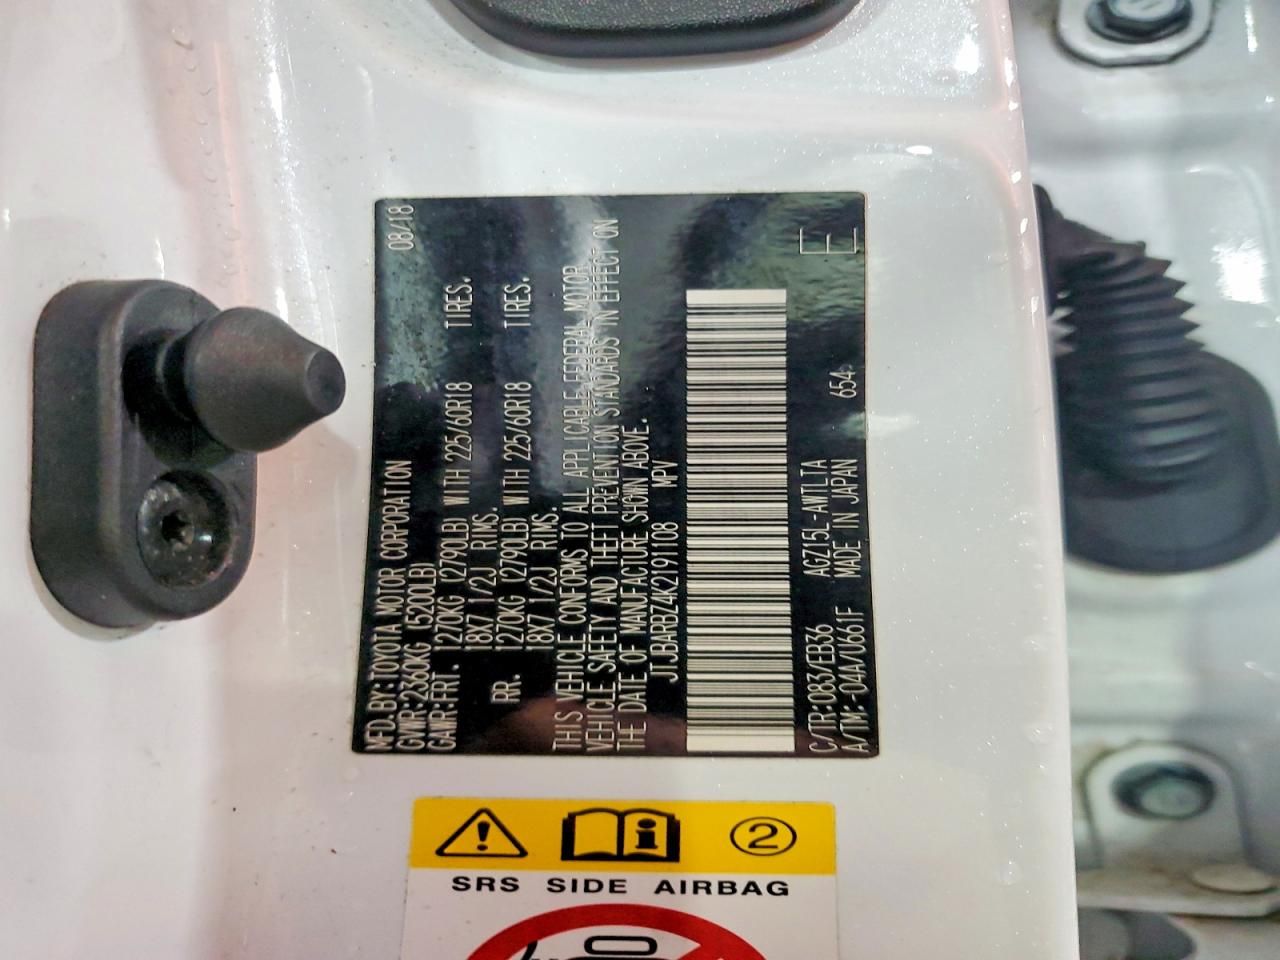 MFD.BY:TOYOTA MOTOR CORPORATION 08/18
GVWR:2360KG (5200LB)
GAWR:FRT. 1270KG (2790LB) WITH 225/60R18 TIRES.
18X7 1/2J RIMS.
RR. 1270KG (2790LB) WITH 225/60R18 TIRES.
18X7 1/2J RIMS.
THIS VEHICLE CONFORMS TO ALL APPLICABLE FEDERAL MOTOR
VEHICLE SAFETY AND THEFT PREVENTION STANDARDS IN EFFECT ON
THE DATE OF MANUFACTURE SHOWN ABOVE.
JTJBARBZ4K2191108 MPV
C/TR:083/EB36 AGZ15L-AWTLTA
A/TM:-04A/U661F MADE IN JAPAN 654
E
2
SRS SIDE AIRBAG